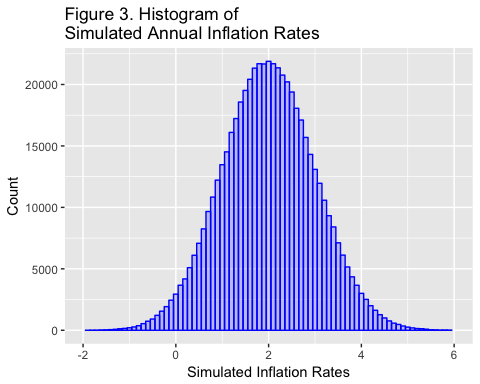 Figure 3. Histogram of
Simulated Annual Inflation Rates
Count
20000
15000
10000
5000
0
-2 0 2 4 6
Simulated Inflation Rates